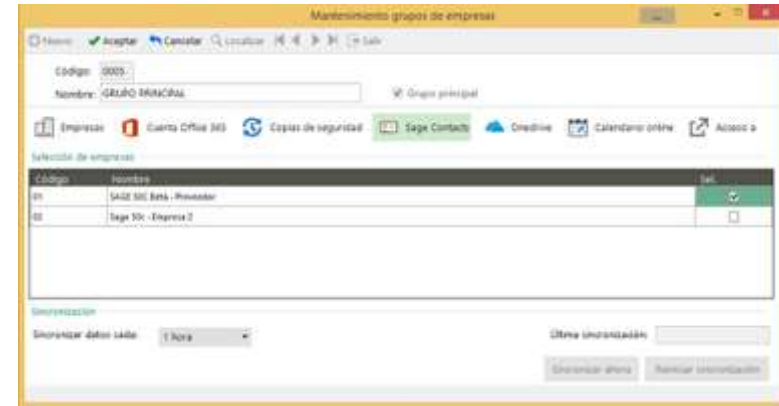 Mantenimiento grupos de empresas
Nuevo Aceptar Cancelar Localizar Salir
Código: 0005
Nombre: GRUPO PRINCIPAL Grupo principal
Empresas Cuenta Office 365 Copias de seguridad Sage Contacts Onedrive Calendario online Acceso a
Selección de empresas
Código Nombre Sel.
01 SAGE 50C Beta - Proveedor
02 Sage 50c - Empresa 2
Sincronización
Sincronizar datos cada: 1 hora Última sincronización:
Sincronizar ahora Reiniciar sincronización